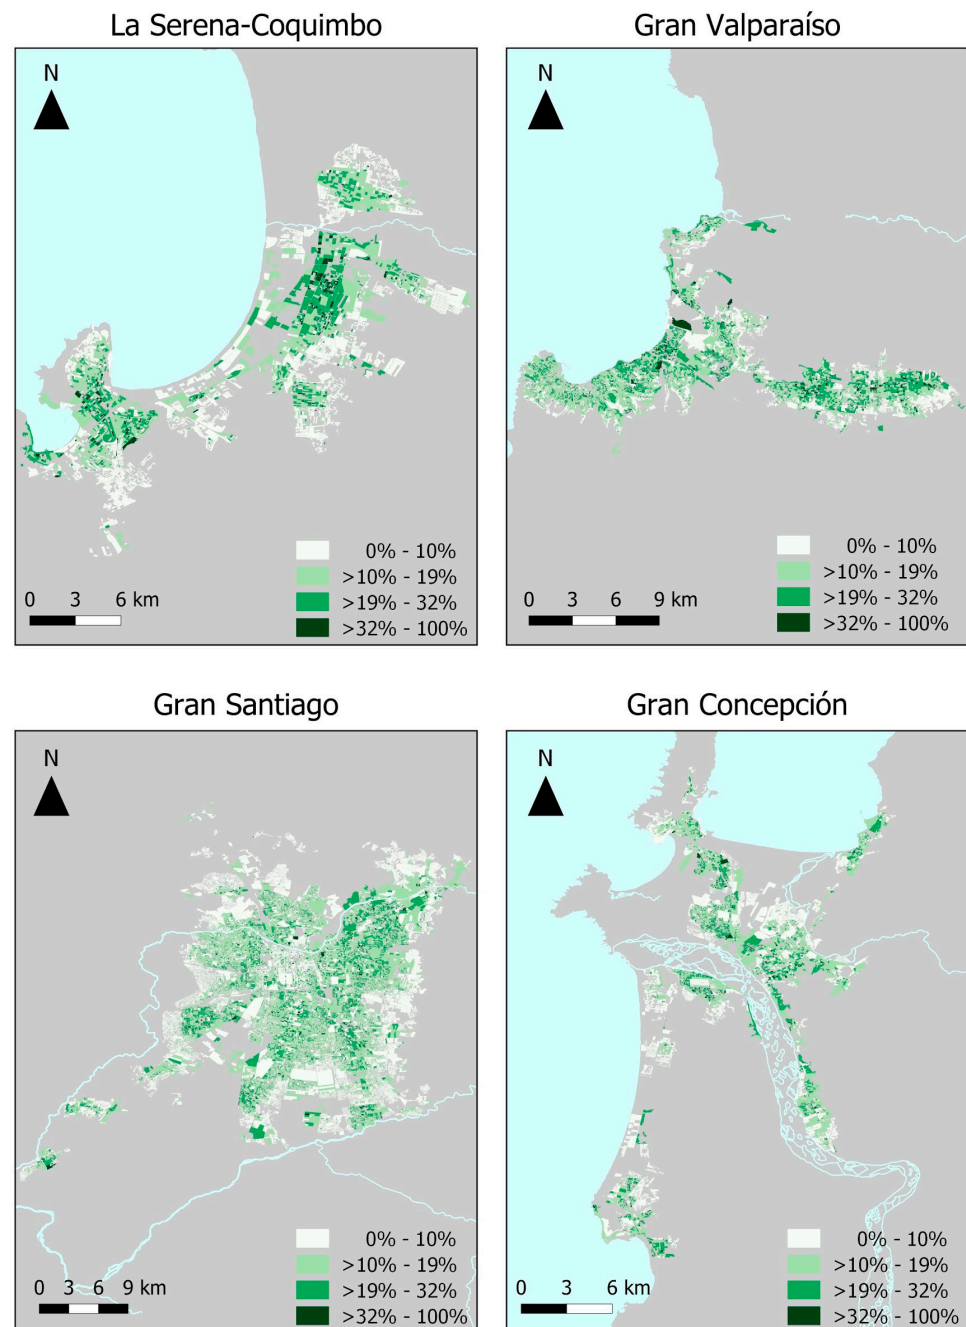 La Serena-Coquimbo
N
0% - 10%
>10% - 19%
>19% - 32%
>32% - 100%
0 3 6 km
Gran Valparaíso
N
0% - 10%
>10% - 19%
>19% - 32%
>32% - 100%
0 3 6 9 km
Gran Santiago
N
0% - 10%
>10% - 19%
>19% - 32%
>32% - 100%
0 3 6 9 km
Gran Concepción
N
0% - 10%
>10% - 19%
>19% - 32%
>32% - 100%
0 3 6 km